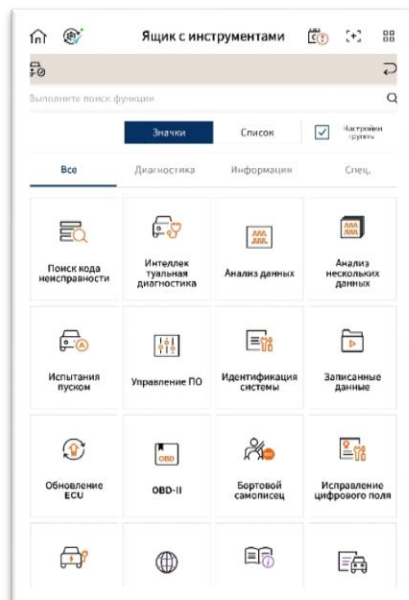 Ящик с инструментами
Выполните поиск функции
Значки Список Настройки
группы
Все Диагностика Информация Спец.
Поиск кода
неисправности
Интеллек
туальная
диагностика
Анализ данных
Анализ
нескольких
данных
Испытания
пуском
Управление ПО
Идентификация
системы
Записанные
данные
Обновление
ECU
OBD
OBD-II
Бортовой
самописец
Исправление
цифрового поля